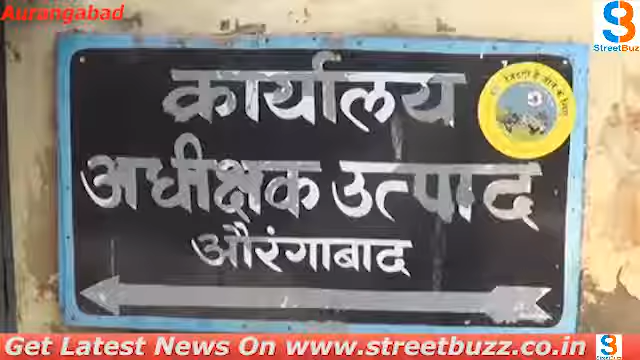 Aurangabad
StreetBuzz
कार्यालय
अधीक्षक उत्पाद
औरंगाबाद
Get Latest News On www.streetbuzz.co.in